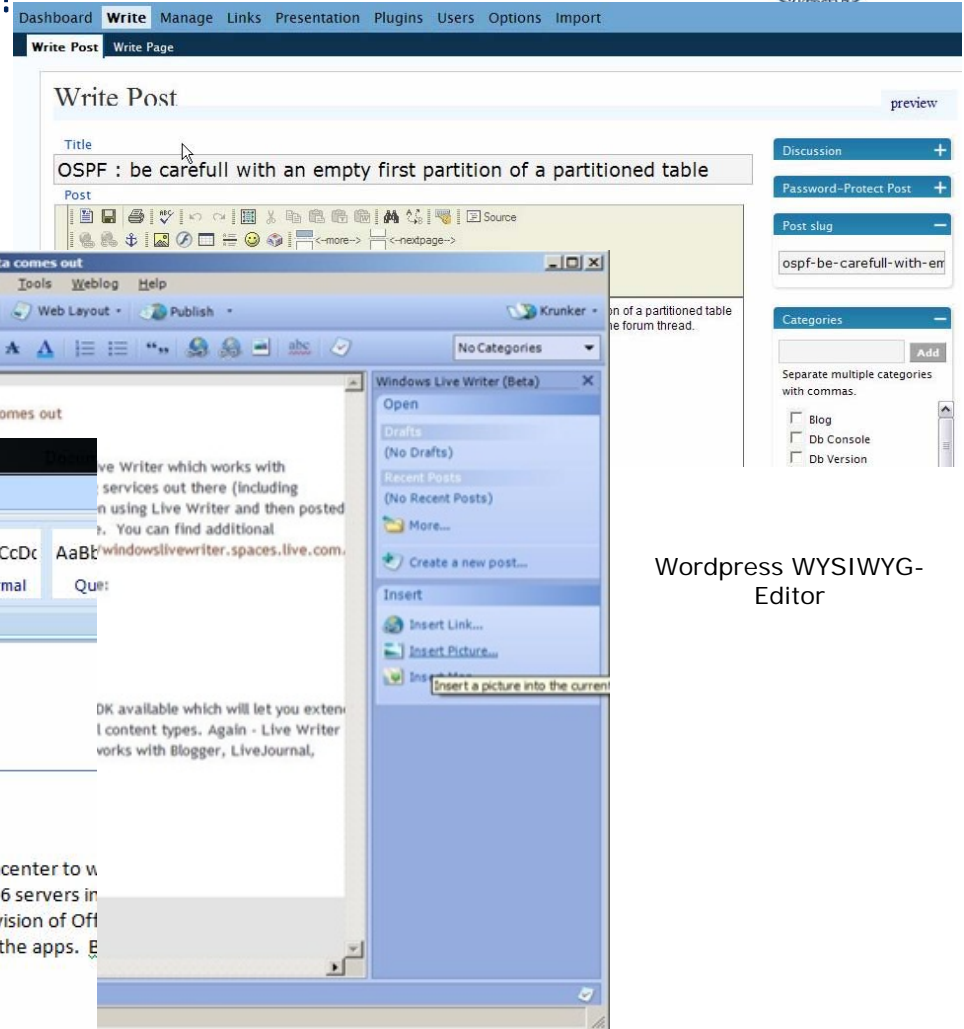 Dashboard Write Manage Links Presentation Plugins Users Options Import
Write Post Write Page
Write Post
preview
Title
OSPF : be carefull with an empty first partition of a partitioned table
Post
Source
<-more-> <-nextpage->
Discussion
Password-Protect Post
Post slug
ospf-be-carefull-with-em
Categories
Add
Separate multiple categories
with commas.
Blog
Db Console
Db Version
on of a partitioned table
he forum thread.
ta comes out
Tools Weblog Help
Web Layout Publish Krunker
A A abc No Categories
omes out
ve Writer which works with
services out there (including
n using Live Writer and then posted
e. You can find additional
/windowslivewriter.spaces.live.com
DK available which will let you exten
l content types. Again - Live Writer
works with Blogger, LiveJournal,
Windows Live Writer (Beta)
Open
Drafts
(No Drafts)
Recent Posts
(No Recent Posts)
More...
Create a new post...
Insert
Insert Link...
Insert Picture...
Insert a picture into the current
CcDc AaBb
mal Que:
center to w
6 servers in
vision of Off
the apps. B
Wordpress WYSIWYG-
Editor